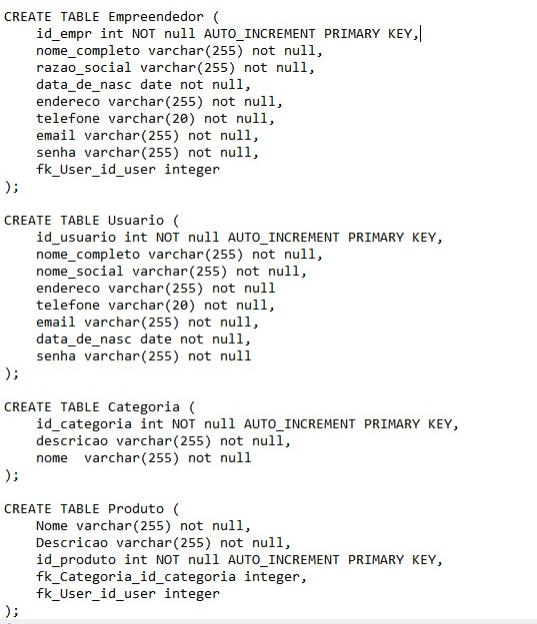 CREATE TABLE Empreendedor (
    id_empr int NOT null AUTO_INCREMENT PRIMARY KEY,
    nome_completo varchar(255) not null,
    razao_social varchar(255) not null,
    data_de_nasc date not null,
    endereco varchar(255) not null,
    telefone varchar(20) not null,
    email varchar(255) not null,
    senha varchar(255) not null,
    fk_User_id_user integer
);

CREATE TABLE Usuario (
    id_usuario int NOT null AUTO_INCREMENT PRIMARY KEY,
    nome_completo varchar(255) not null,
    nome_social varchar(255) not null,
    endereco varchar(255) not null
    telefone varchar(20) not null,
    email varchar(255) not null,
    data_de_nasc date not null,
    senha varchar(255) not null
);

CREATE TABLE Categoria (
    id_categoria int NOT null AUTO_INCREMENT PRIMARY KEY,
    descricao varchar(255) not null,
    nome  varchar(255) not null
);

CREATE TABLE Produto (
    Nome varchar(255) not null,
    Descricao varchar(255) not null,
    id_produto int NOT null AUTO_INCREMENT PRIMARY KEY,
    fk_Categoria_id_categoria integer,
    fk_User_id_user integer
);